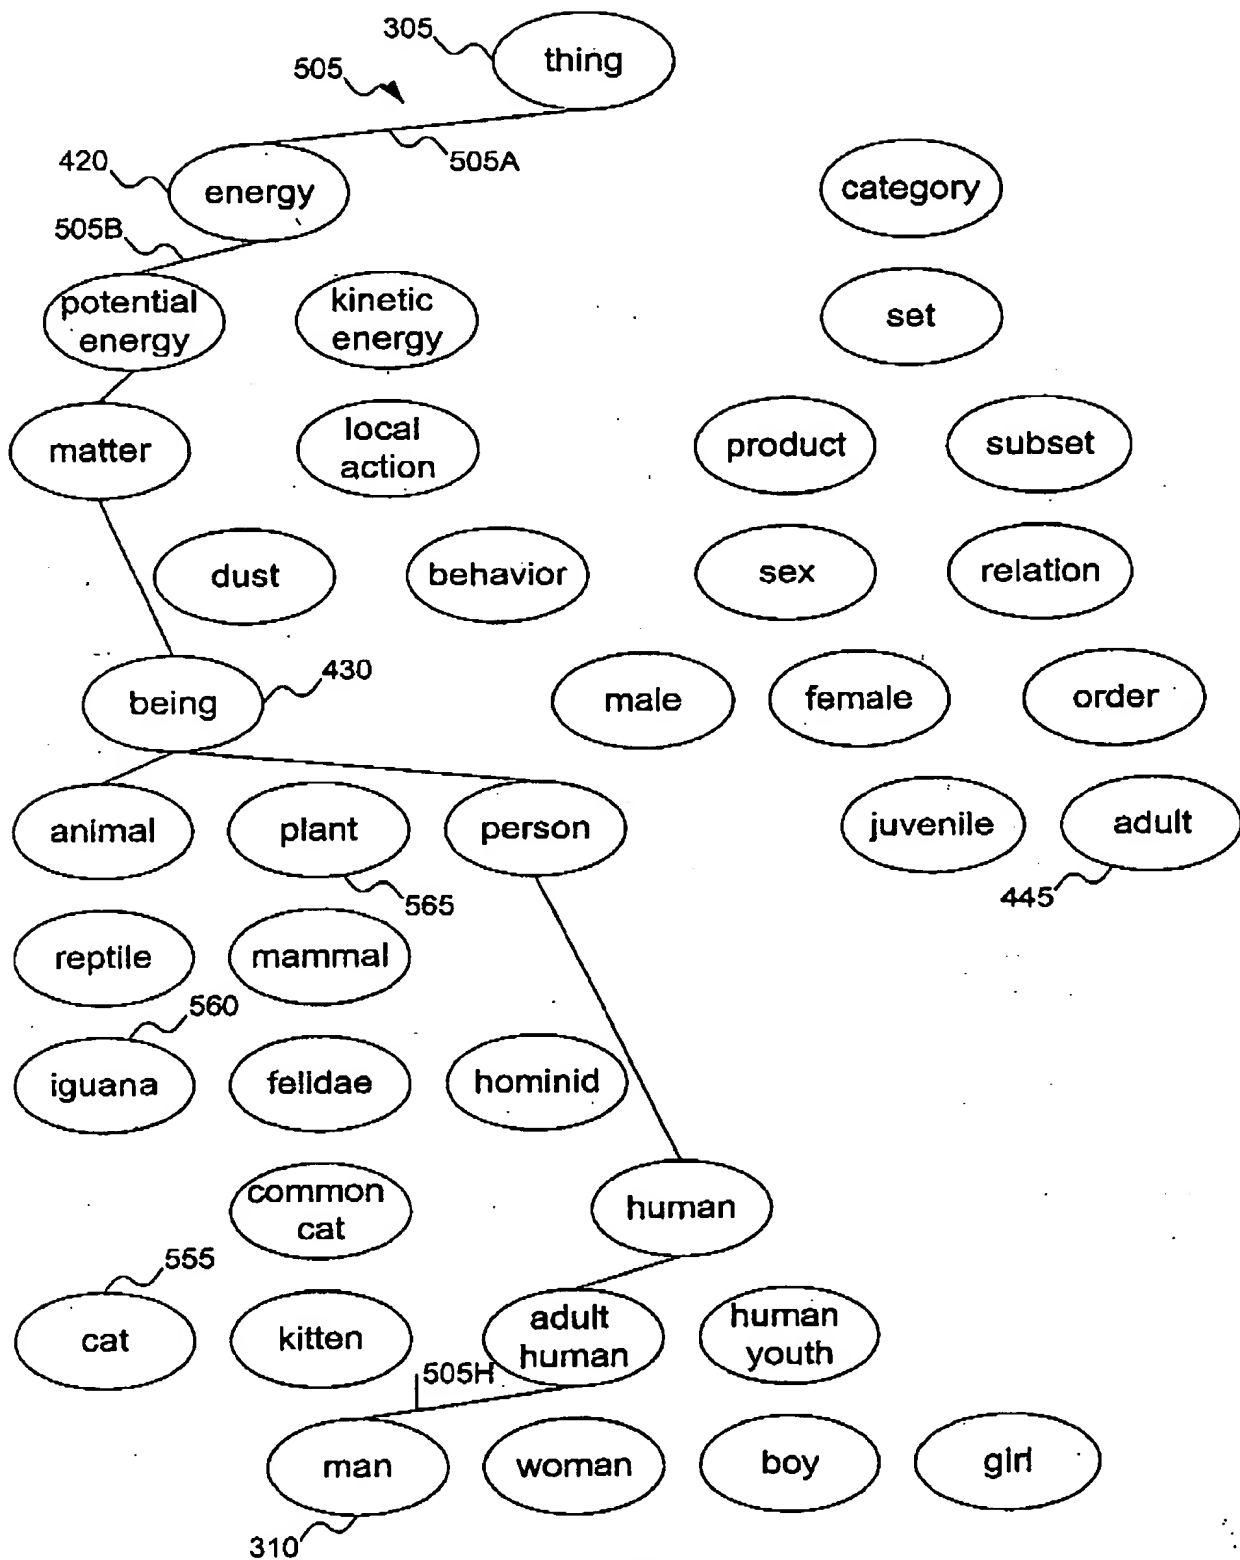 305
thing
505
505A
420
energy
category
505B
potential
energy
kinetic
energy
set
matter
local
action
product
subset
dust
behavior
sex
relation
being
430
male
female
order
animal
plant
person
juvenile
adult
565
445
reptile
mammal
560
iguana
felidae
hominid
common
cat
human
555
cat
kitten
adult
human
human
youth
505H
man
woman
boy
girl
310